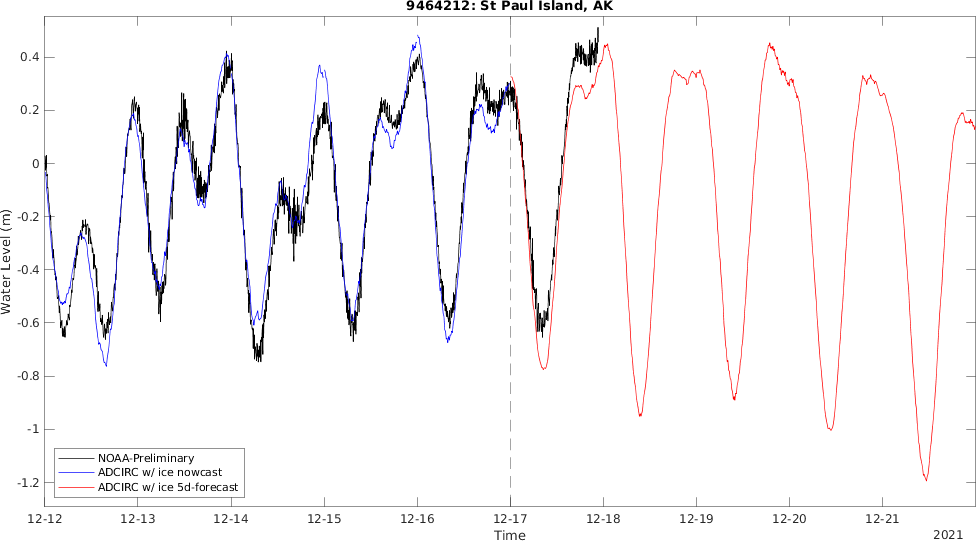 9464212: St Paul Island, AK
0.4
0.2
0
-0.2
-0.4
-0.6
-0.8
-1
-1.2
Water Level (m)
NOAA-Preliminary
ADCIRC w/ ice nowcast
ADCIRC w/ ice 5d-forecast
12-12 12-13 12-14 12-15 12-16 12-17 12-18 12-19 12-20 12-21
Time
2021